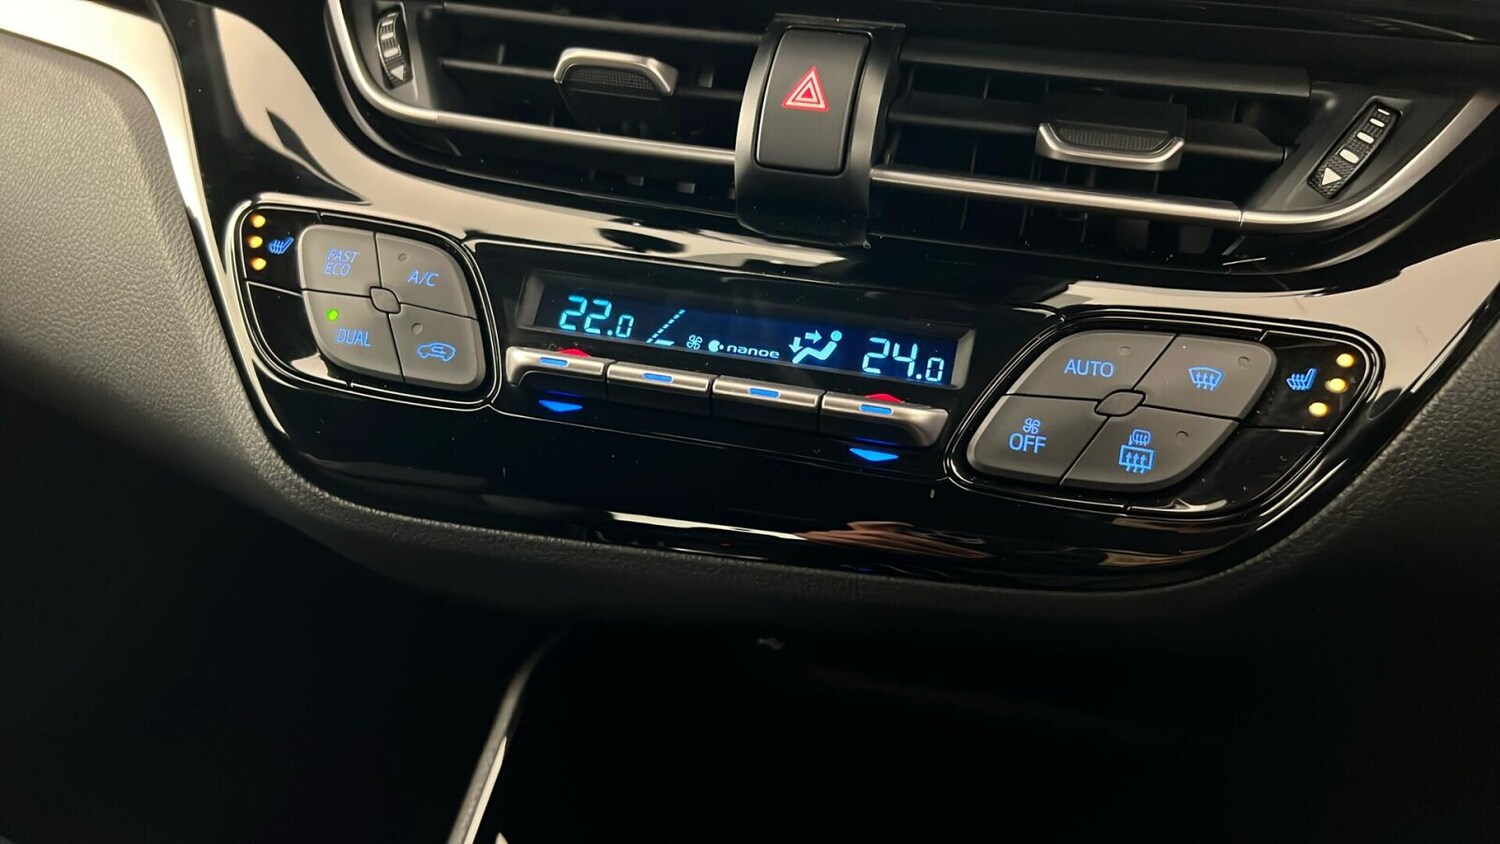 FAST
ECO
A/C
DUAL
22.0
nanoe
24.0
AUTO
OFF